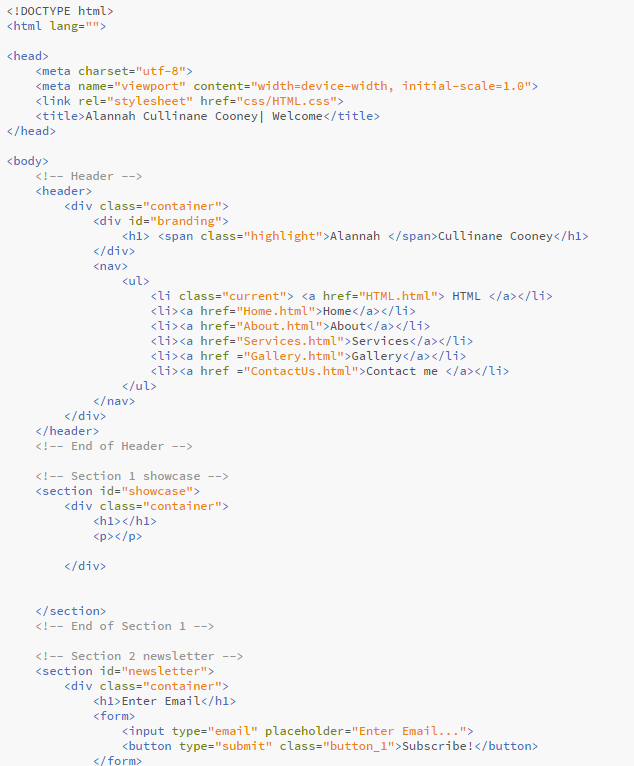 <!DOCTYPE html>
<html lang="">
<head>
<meta charset="utf-8">
<meta name="viewport" content="width=device-width, initial-scale=1.0">
<link rel="stylesheet" href="css/HTML.css">
<title>Alannah Cullinane Cooney| Welcome</title>
</head>
<body>
<!-- Header -->
<header>
<div class="container">
<div id="branding">
<h1> <span class="highlight">Alannah </span>Cullinane Cooney</h1>
</div>
<nav>
<ul>
<li class="current"> <a href="HTML.html"> HTML </a></li>
<li><a href="Home.html">Home</a></li>
<li><a href="About.html">About</a></li>
<li><a href="Services.html">Services</a></li>
<li><a href ="Gallery.html">Gallery</a></li>
<li><a href ="ContactUs.html">Contact me </a></li>
</ul>
</nav>
</div>
</header>
<!-- End of Header -->
<!-- Section 1 showcase -->
<section id="showcase">
<div class="container">
<h1></h1>
<p></p>
</div>
</section>
<!-- End of Section 1 -->
<!-- Section 2 newsletter -->
<section id="newsletter">
<div class="container">
<h1>Enter Email</h1>
<form>
<input type="email" placeholder="Enter Email...">
<button type="submit" class="button_1">Subscribe!</button>
</form>